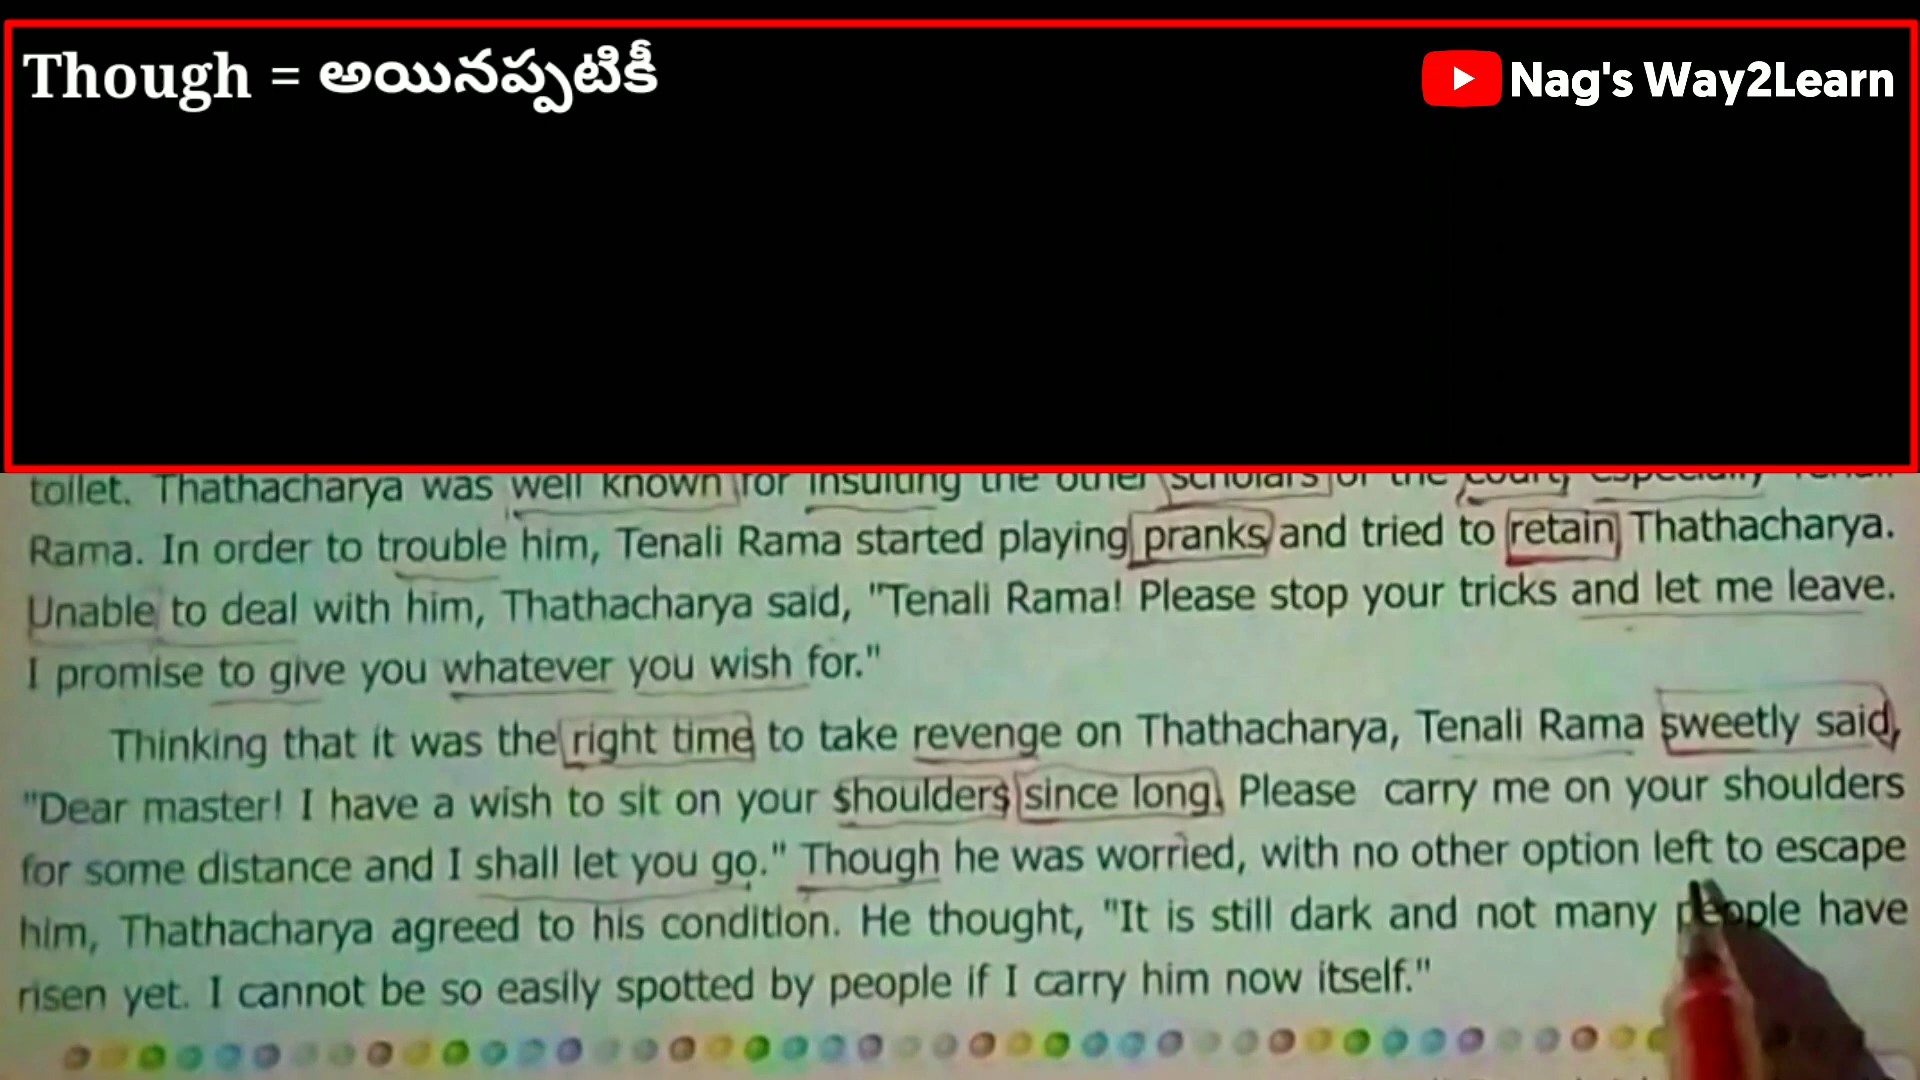 Though = అయినప్పటికీ
Nag's Way2Learn
toilet. Thathacharya was well known for insulting the other scholars of the court, especially Tenali
Rama. In order to trouble him, Tenali Rama started playing pranks and tried to retain Thathacharya.
Unable to deal with him, Thathacharya said, "Tenali Rama! Please stop your tricks and let me leave.
I promise to give you whatever you wish for."
Thinking that it was the right time to take revenge on Thathacharya, Tenali Rama sweetly said,
"Dear master! I have a wish to sit on your shoulders since long. Please carry me on your shoulders
for some distance and I shall let you go." Though he was worried, with no other option left to escape
him, Thathacharya agreed to his condition. He thought, "It is still dark and not many people have
risen yet. I cannot be so easily spotted by people if I carry him now itself."